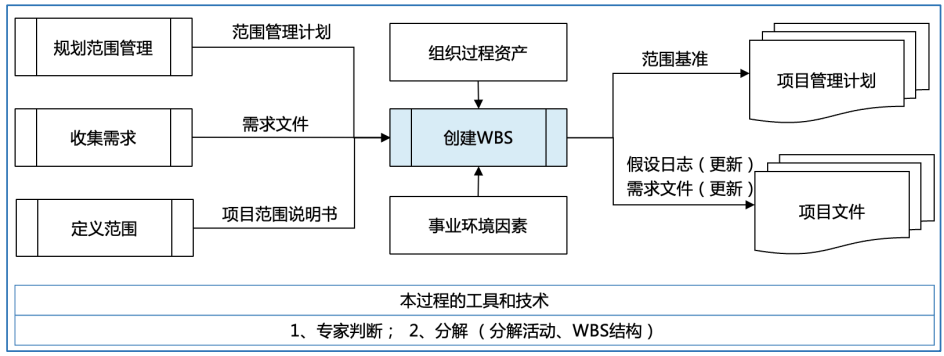 规划范围管理
范围管理计划
组织过程资产
范围基准
项目管理计划
收集需求
需求文件
创建WBS
假设日志（更新）
需求文件（更新）
项目文件
定义范围
项目范围说明书
事业环境因素
本过程的工具和技术
1、专家判断； 2、分解（分解活动、WBS结构）